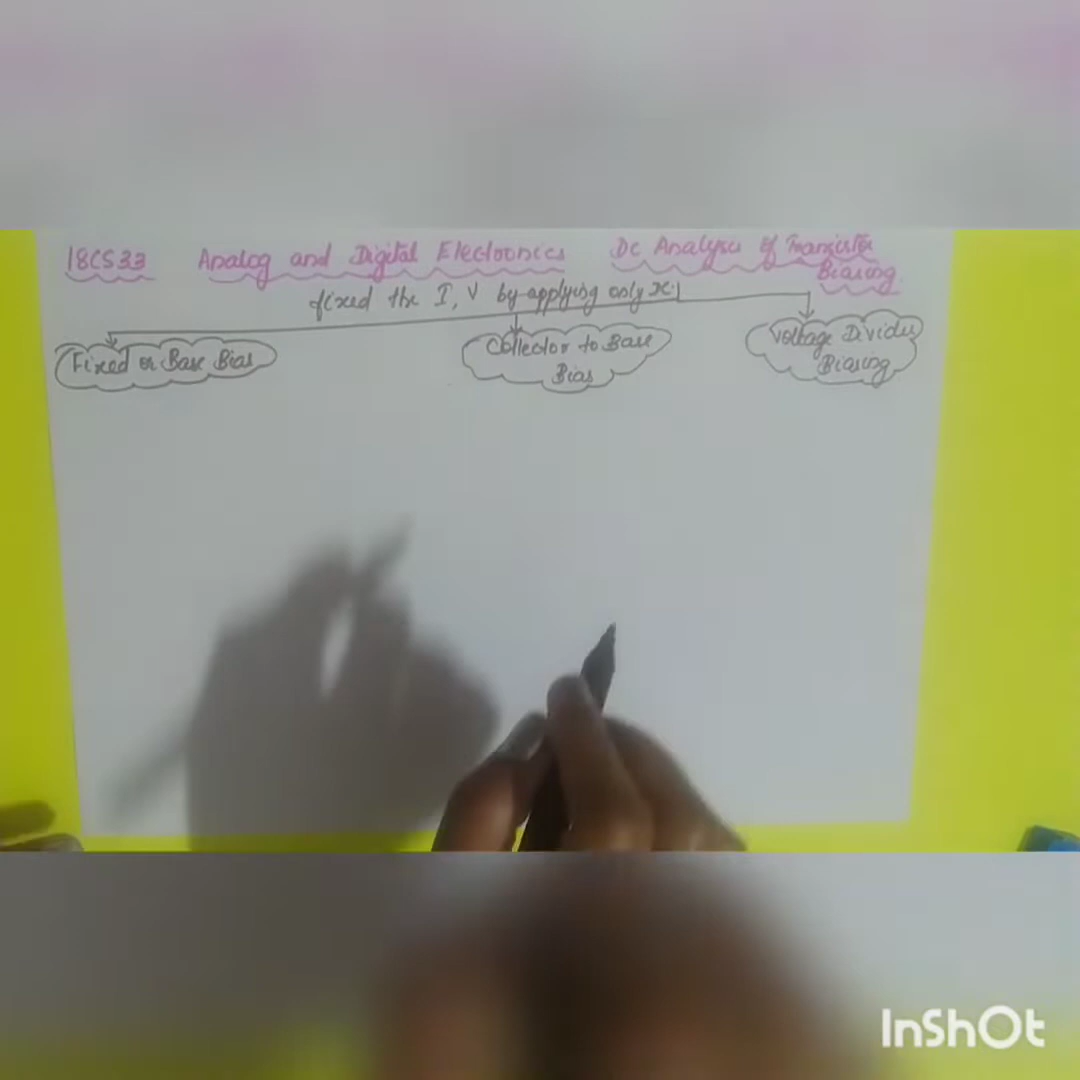 18CS33 Analog and Digital Electronics Dc Analysis of Transistor
Biasing
fixed the I, V by applying only
Fixed or Base Bias
Collector to Base
Bias
Voltage Divider
Biasing
InShOt